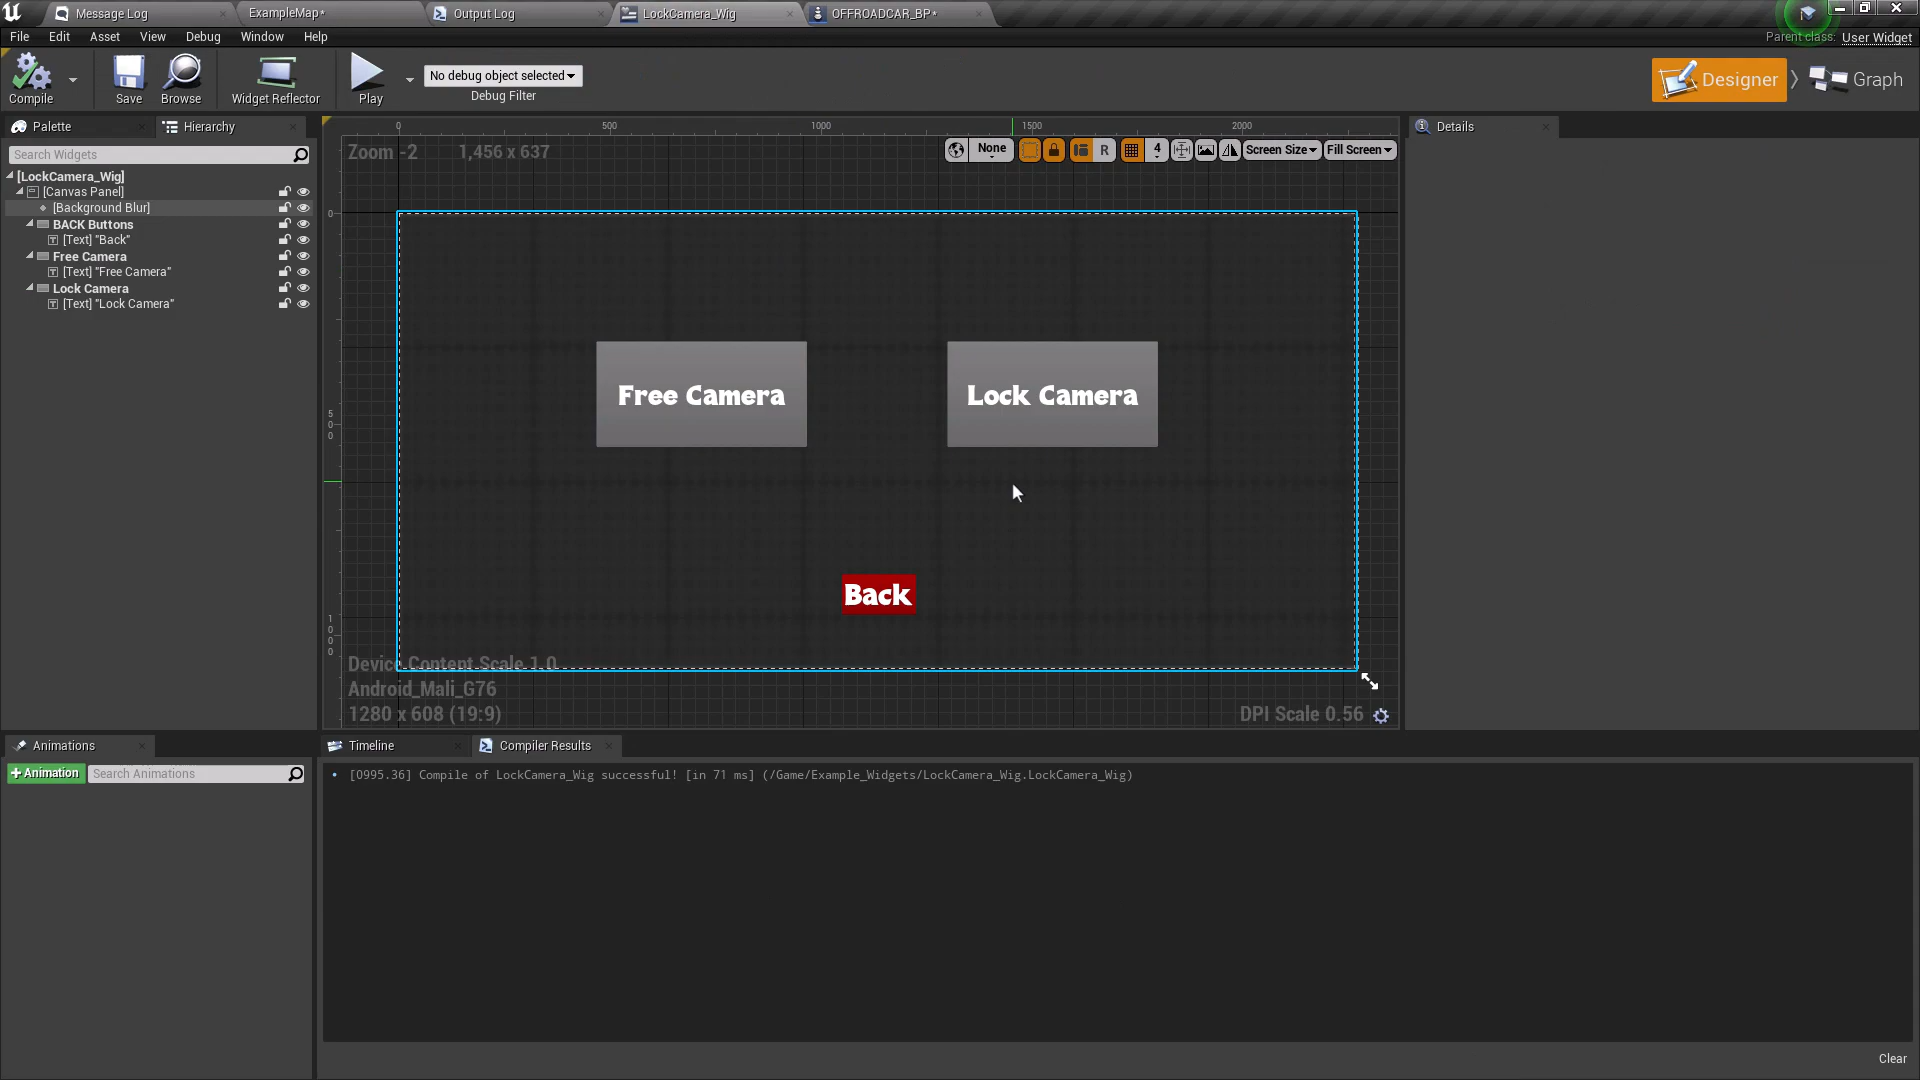 Message Log
ExampleMap*
Output Log
LockCamera_Wig
OFFROADCAR_BP*
File Edit Asset View Debug Window Help
Parent class: User Widget
Compile
Save
Browse
Widget Reflector
Play
No debug object selected
Debug Filter
Designer
Graph
Palette
Hierarchy
Search Widgets
[LockCamera_Wig]
[Canvas Panel]
[Background Blur]
BACK Buttons
[Text] "Back"
Free Camera
[Text] "Free Camera"
Lock Camera
[Text] "Lock Camera"
0 500 1000 1500 2000
Zoom -2 1,456 x 637
None
R
4
Screen Size
Fill Screen
0
500
1000
Free Camera
Lock Camera
Back
Device Content Scale 1.0
Android_Mali_G76
1280 x 608 (19:9)
DPI Scale 0.56
Details
Animations
+Animation
Search Animations
Timeline
Compiler Results
• [0995.36] Compile of LockCamera_Wig successful! [in 71 ms] (/Game/Example_Widgets/LockCamera_Wig.LockCamera_Wig)
Clear